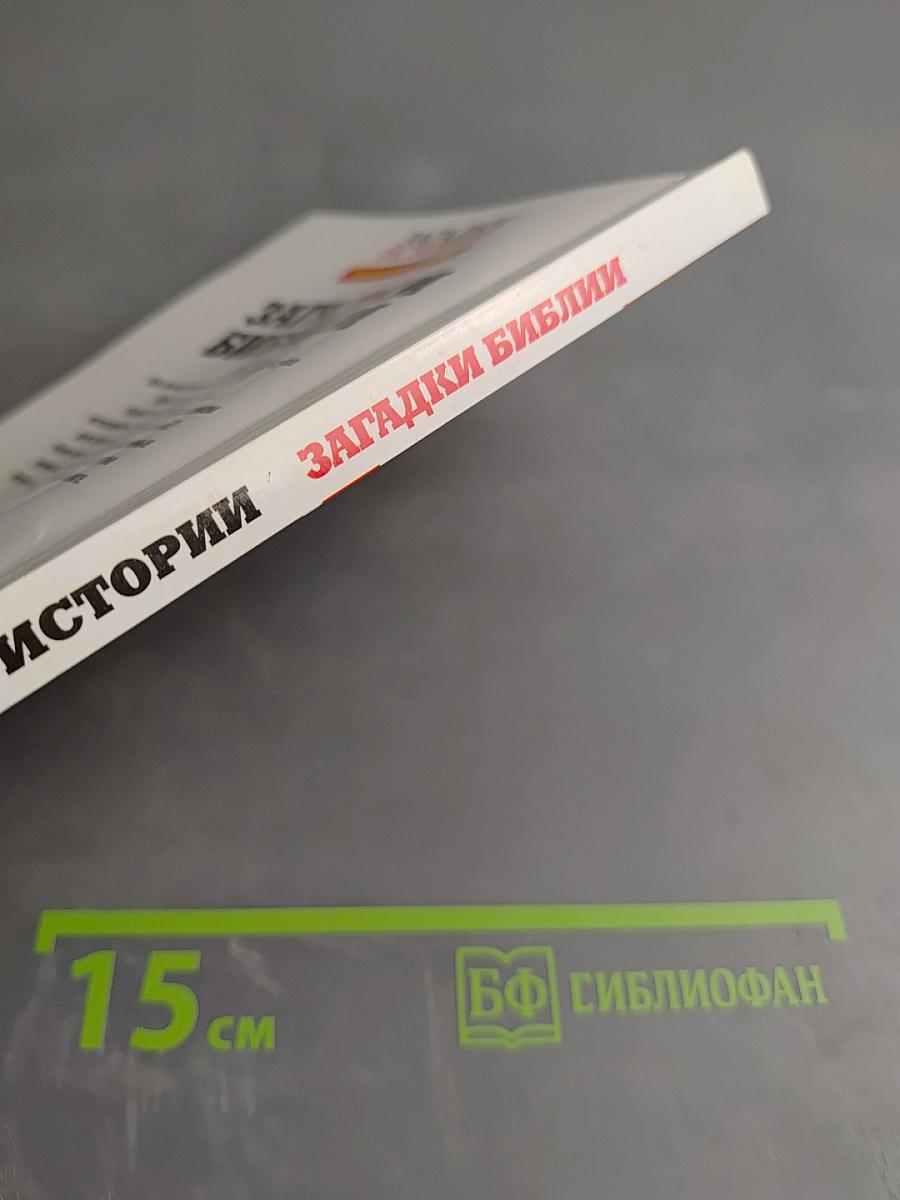 ИСТОРИИ ЗАГАДКИ БИБЛИИ
15 см
БФ БИБЛИОФАН